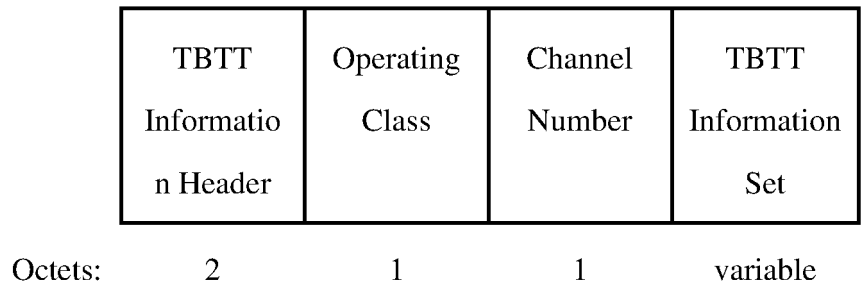 TBTT Operating Channel TBTT
Informatio Class Number Information
n Header Set
Octets: 2 1 1 variable